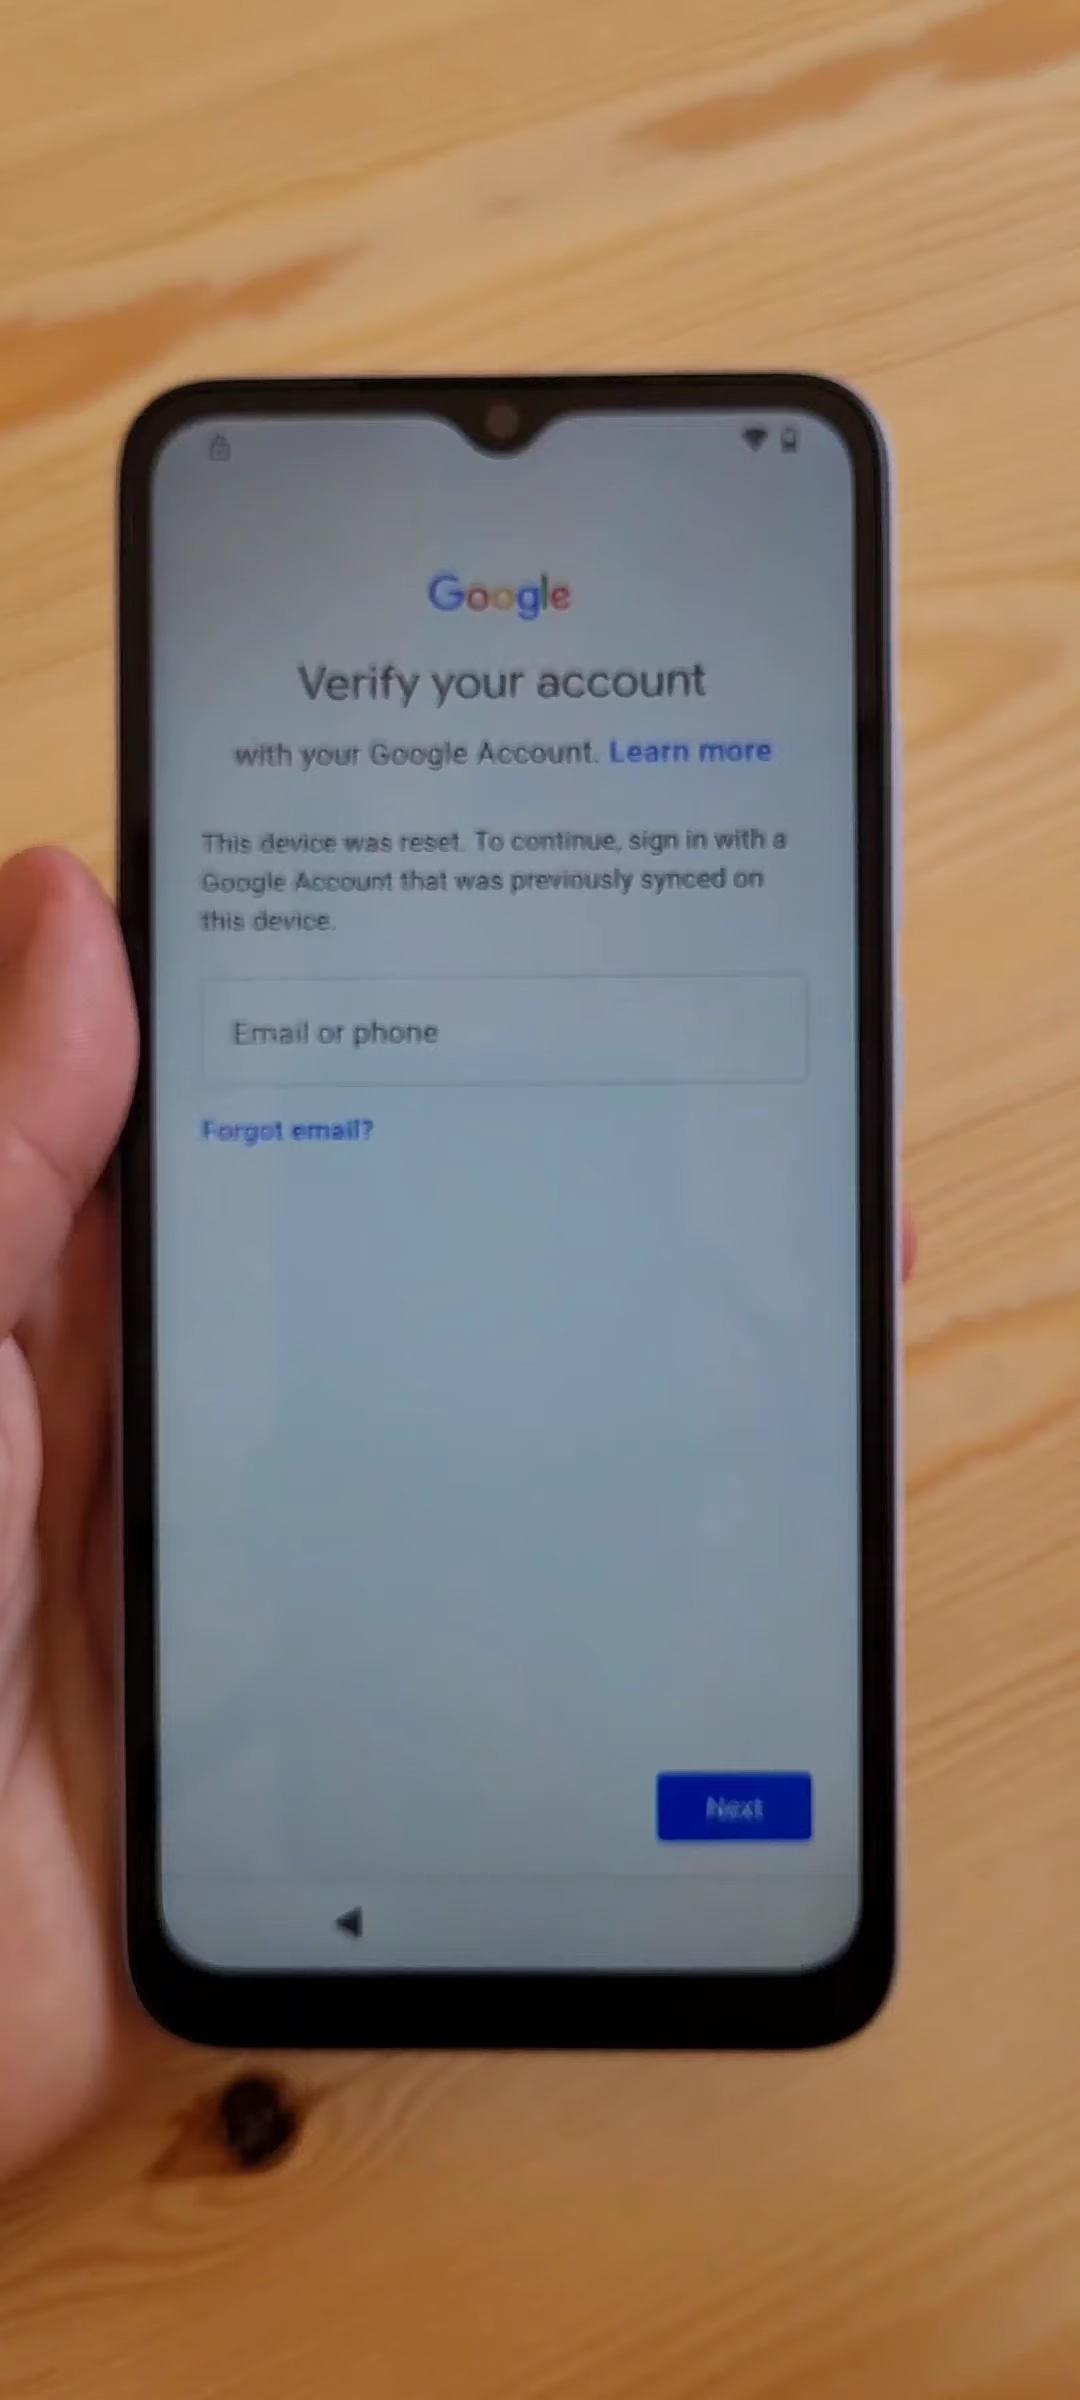 Google
Verify your account
with your Google Account. Learn more
This device was reset. To continue, sign in with a
Google Account that was previously synced on
this device.
Email or phone
Forgot email?
Next